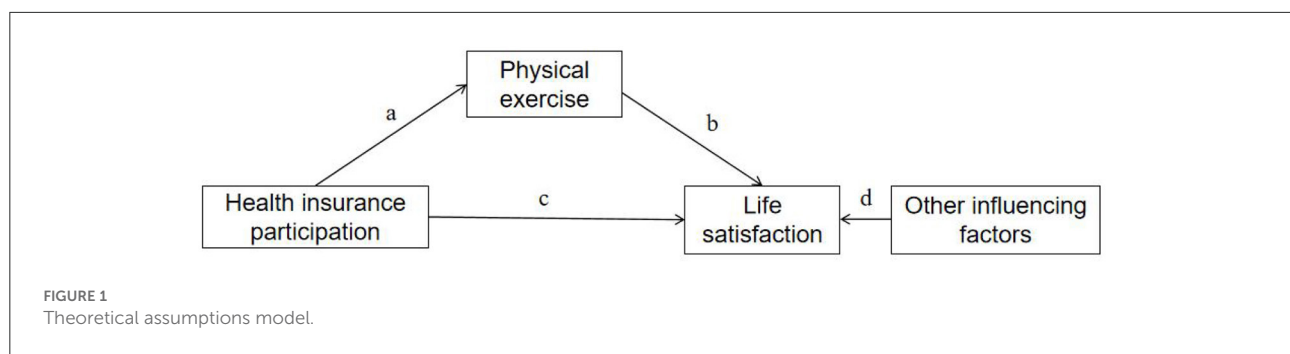 Physical
exercise
a
b
Health insurance
participation
c
Life
satisfaction
d
Other influencing
factors
FIGURE 1
Theoretical assumptions model.